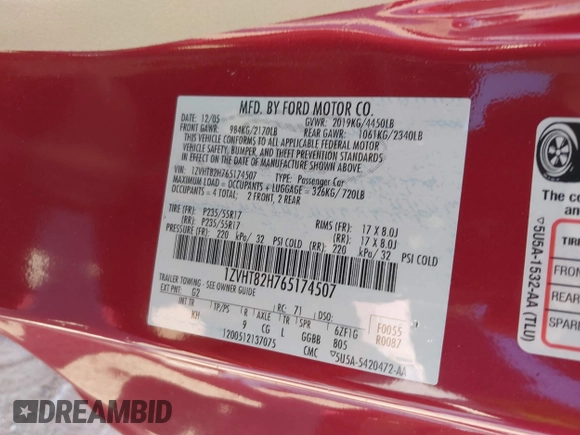 MFD. BY FORD MOTOR CO.
12/05 GVWR: 2019KG/4450LB
FRONT GAWR: 984KG/2170LB REAR GAWR: 1061KG/2340LB
THIS VEHICLE CONFORMS TO ALL APPLICABLE FEDERAL MOTOR
VEHICLE SAFETY, BUMPER, AND THEFT PREVENTION STANDARDS
IN EFFECT ON THE DATE OF MANUFACTURE SHOWN ABOVE.
VIN: 1ZVHT82H765174507 TYPE: Passenger Car
MAXIMUM LOAD = OCCUPANTS + LUGGAGE = 326KG/720LB
OCCUPANTS = 4 TOTAL: 2 FRONT, 2 REAR
TIRE (FR): P235/55R17 RIMS (FR): 17 X 8.0J
(RR): P235/55R17 (RR): 17 X 8.0J
PRESSURE (FR): 220 kPa/ 32 PSI COLD (RR): 220 kPa/ 32 PSI COLD
1ZVHT82H765174507
TRAILER TOWING - SEE OWNER GUIDE
EXT PNT: G2 RC: 71 DSO:
INT TR TP/PS R AXLE TR SPR 6ZF1G F0055
KH 9 CG L GGBB B05 R0087
1200512137075 CMC ▽5U5A-5420472-AA
The co
▽5U5A-1532-AA (TLU)
TIRE
FRON
REAR
SPARE
DREAMBID